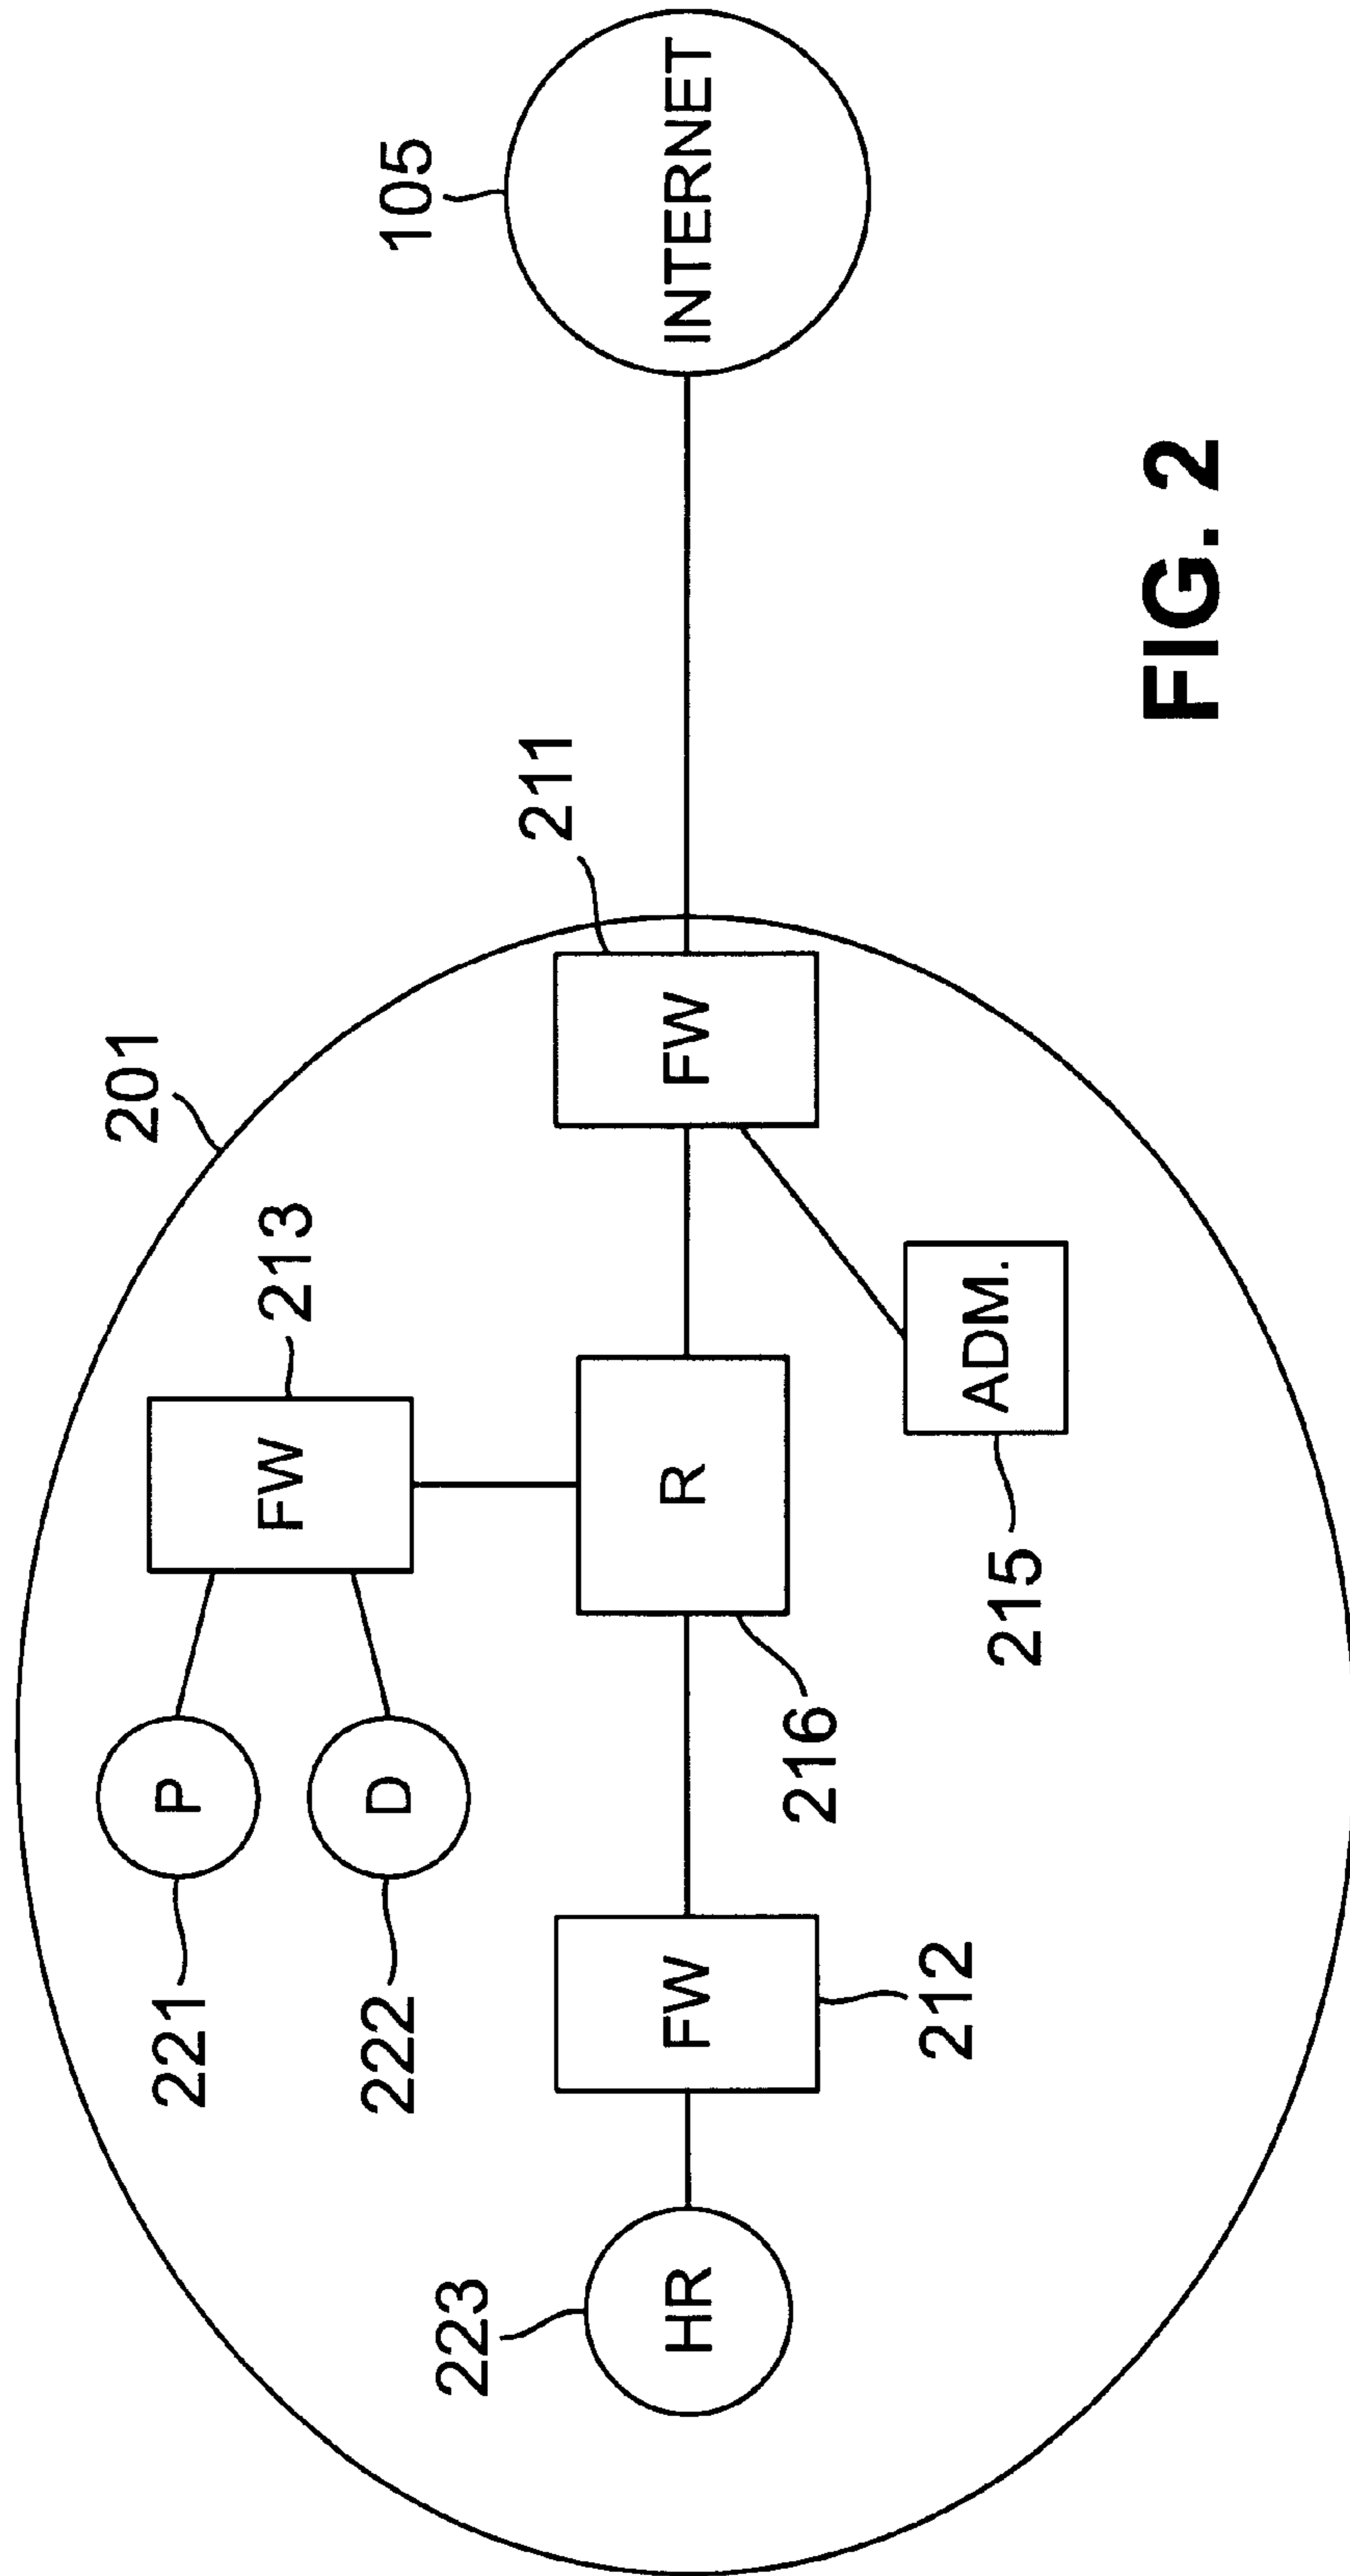 201
213
FW
P
221
D
222
211
105
INTERNET
FW
R
FW
HR
223
216
212
ADM.
215
FIG. 2